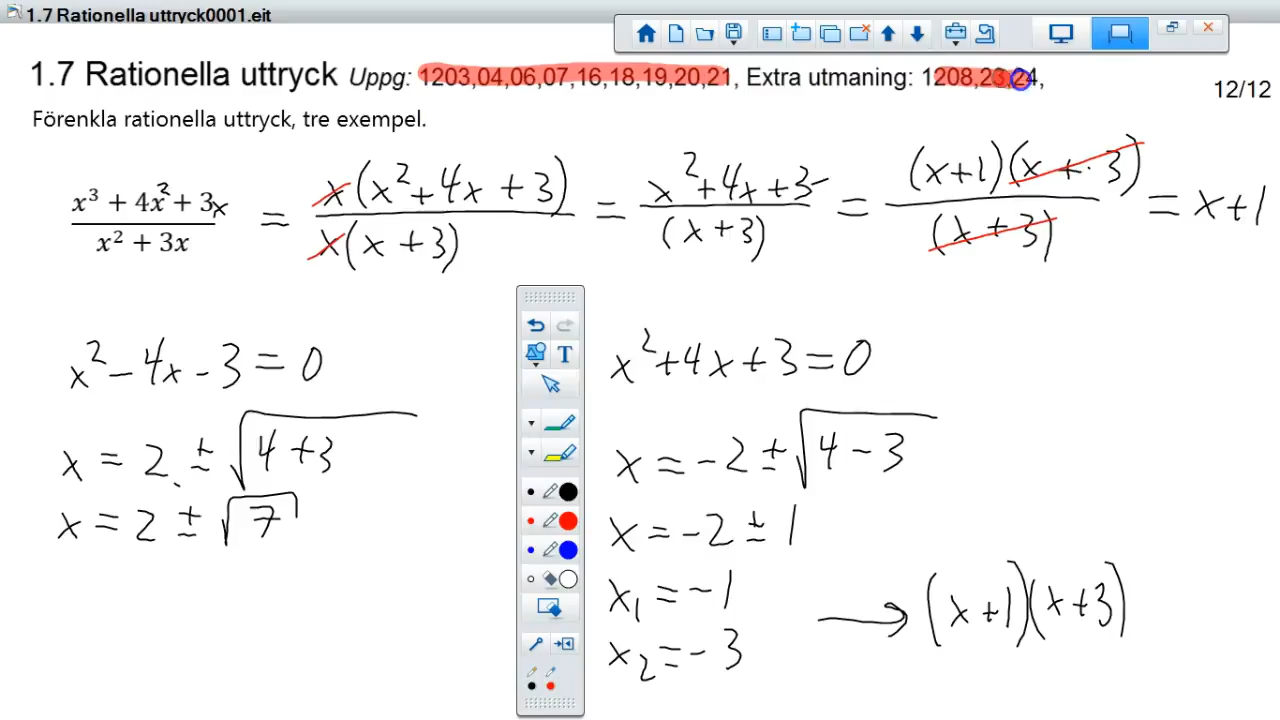 1.7 Rationella uttryck0001.eit
1.7 Rationella uttryck Uppg: 1203,04,06,07,16,18,19,20,21, Extra utmaning: 1208,23,24,
12/12
Förenkla rationella uttryck, tre exempel.
(x³ + 4x² + 3x)/(x² + 3x) = x(x² + 4x + 3)/x(x + 3) = (x² + 4x + 3)/(x + 3) = (x+1)(x+3)/(x+3) = x+1
x² - 4x - 3 = 0
x = 2 ± √(4 + 3)
x = 2 ± √7
T
x² + 4x + 3 = 0
x = -2 ± √(4 - 3)
x = -2 ± 1
x₁ = -1
x₂ = -3
→ (x+1)(x+3)